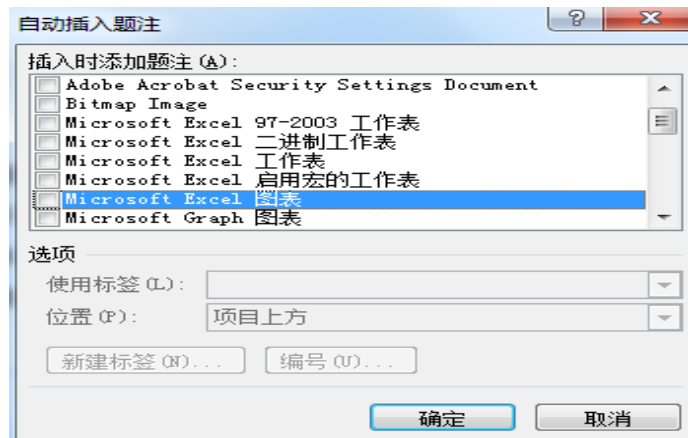 自动插入题注
插入时添加题注(A):
Adobe Acrobat Security Settings Document
Bitmap Image
Microsoft Excel 97-2003 工作表
Microsoft Excel 二进制工作表
Microsoft Excel 工作表
Microsoft Excel 启用宏的工作表
Microsoft Excel 图表
Microsoft Graph 图表
选项
使用标签(L):
位置(P): 项目上方
新建标签(N)... 编号(U)...
确定 取消